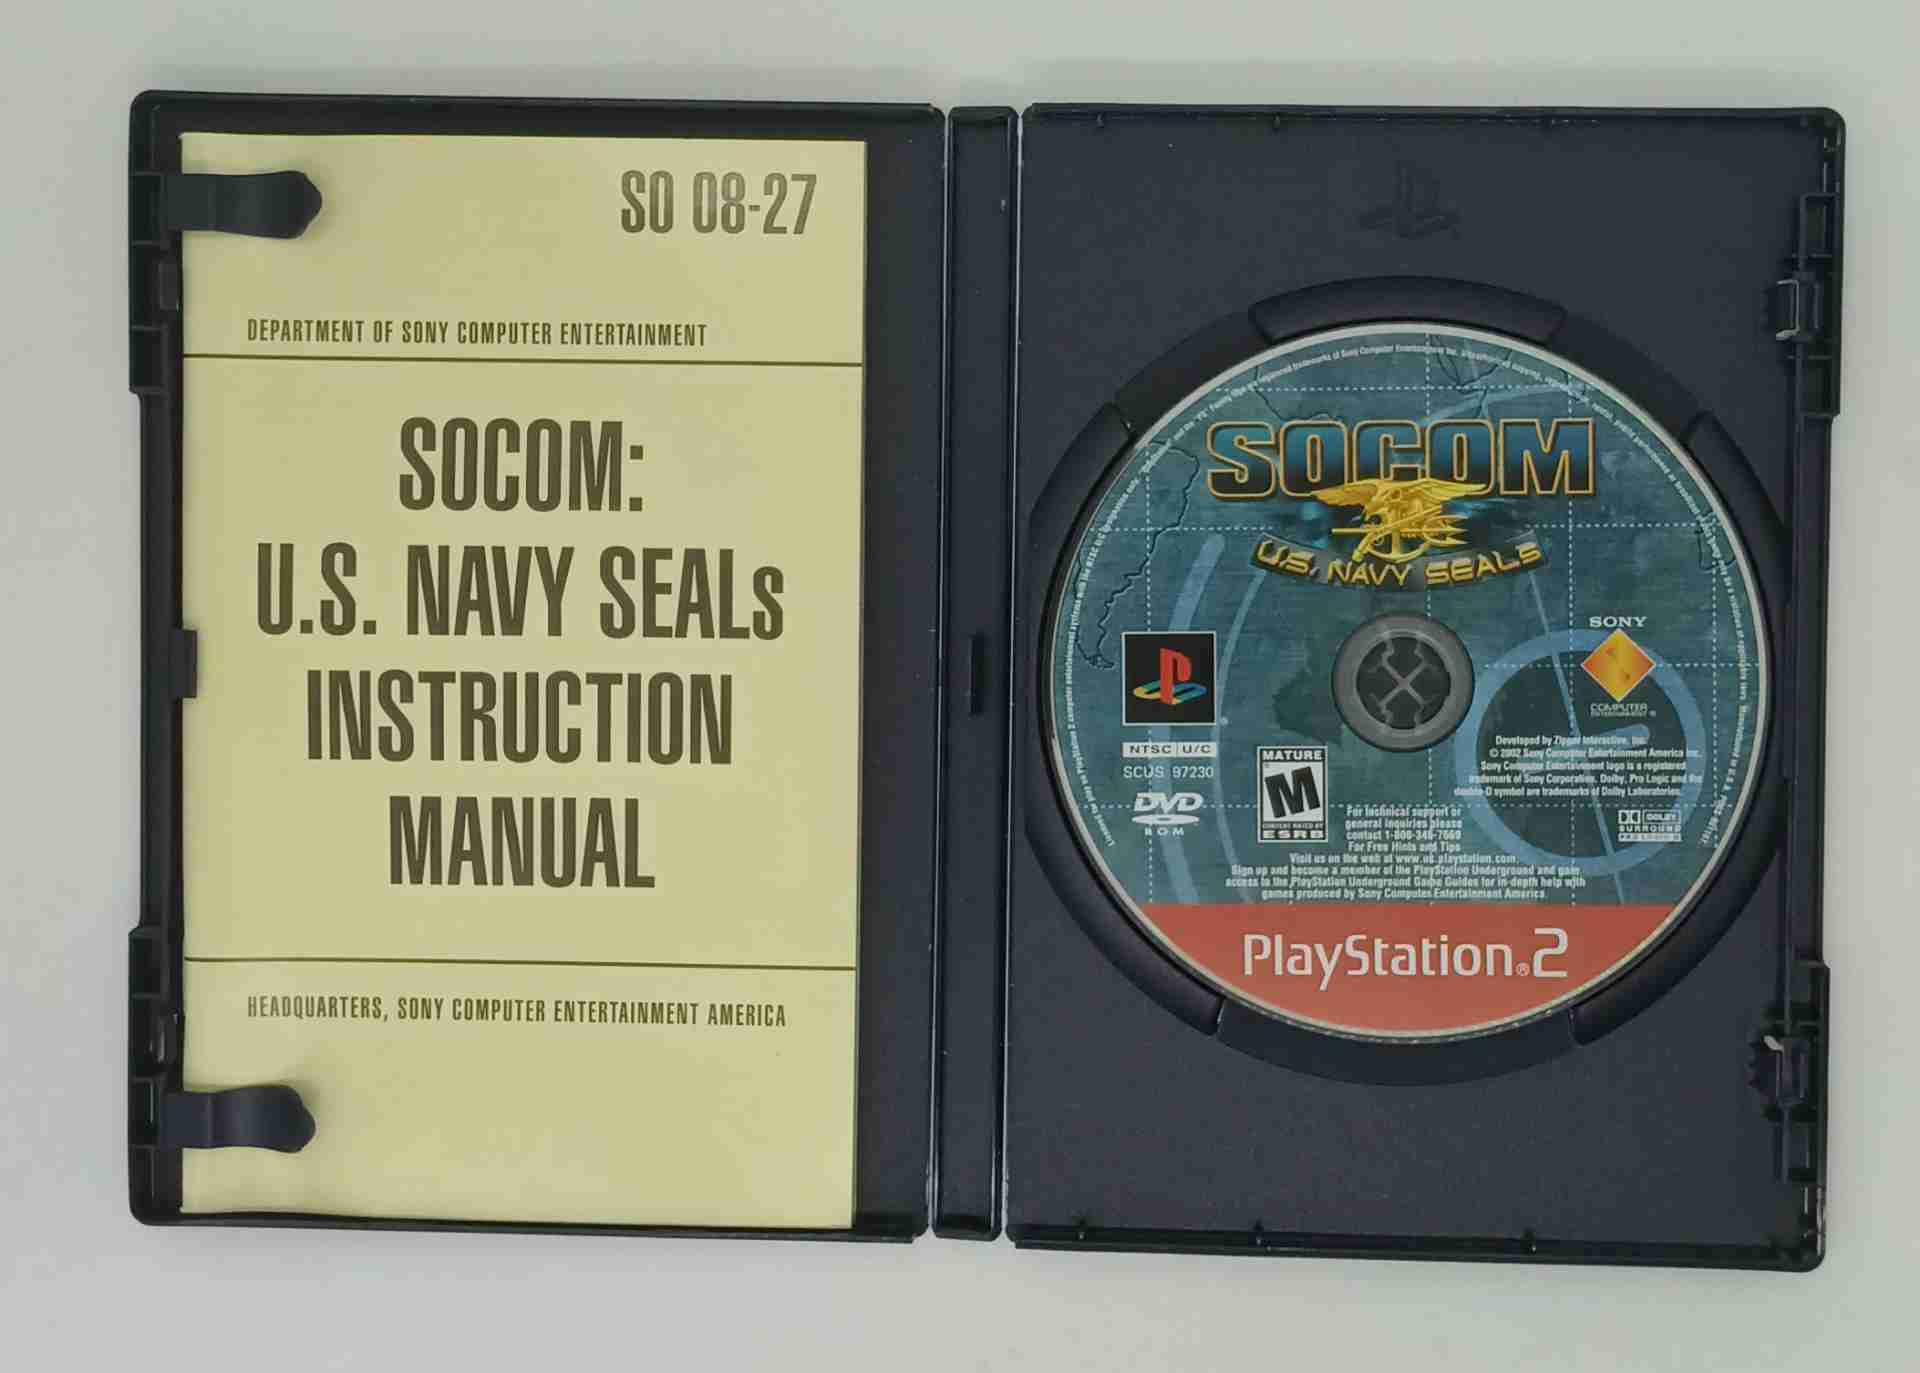 SO 08-27
DEPARTMENT OF SONY COMPUTER ENTERTAINMENT
SOCOM:
U.S. NAVY SEALs
INSTRUCTION
MANUAL
HEADQUARTERS, SONY COMPUTER ENTERTAINMENT AMERICA
SOCOM
U.S. NAVY SEALs
SONY
COMPUTER
ENTERTAINMENT ®
NTSC U/C
SCUS 97230
DVD
ROM
MATURE
M
CONTENT RATED BY
ESRB
Developed by Zipper Interactive, Inc.
© 2002 Sony Computer Entertainment America Inc.
Sony Computer Entertainment logo is a registered
trademark of Sony Corporation. Dolby, Pro Logic and the
double-D symbol are trademarks of Dolby Laboratories.
DOLBY
SURROUND
PRO LOGIC II
For technical support or
general inquiries please
contact 1-800-345-7669
For Free Hints and Tips
Visit us on the web at www.us.playstation.com.
Sign up and become a member of the PlayStation Underground and gain
access to the PlayStation Underground Game Guides for in-depth help with
games produced by Sony Computer Entertainment America.
PlayStation®2